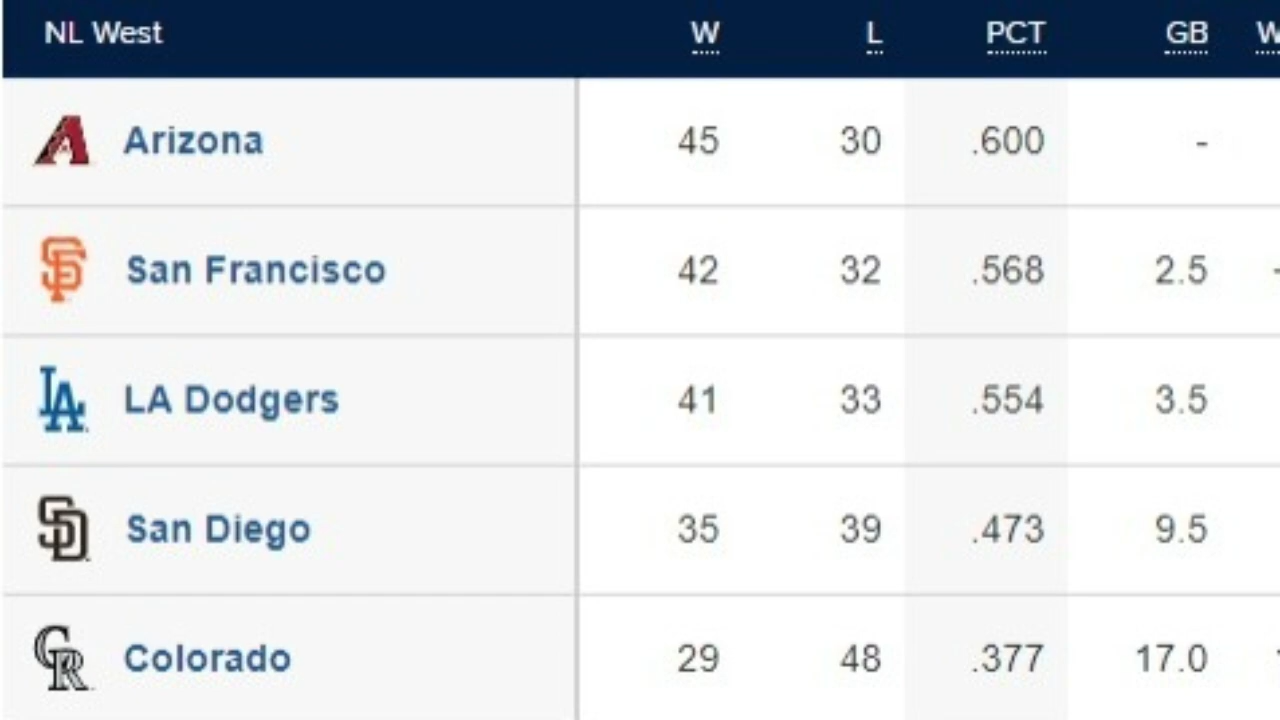 NL West W L PCT GB W
Arizona 45 30 .600 -
San Francisco 42 32 .568 2.5 -
LA Dodgers 41 33 .554 3.5
San Diego 35 39 .473 9.5
Colorado 29 48 .377 17.0